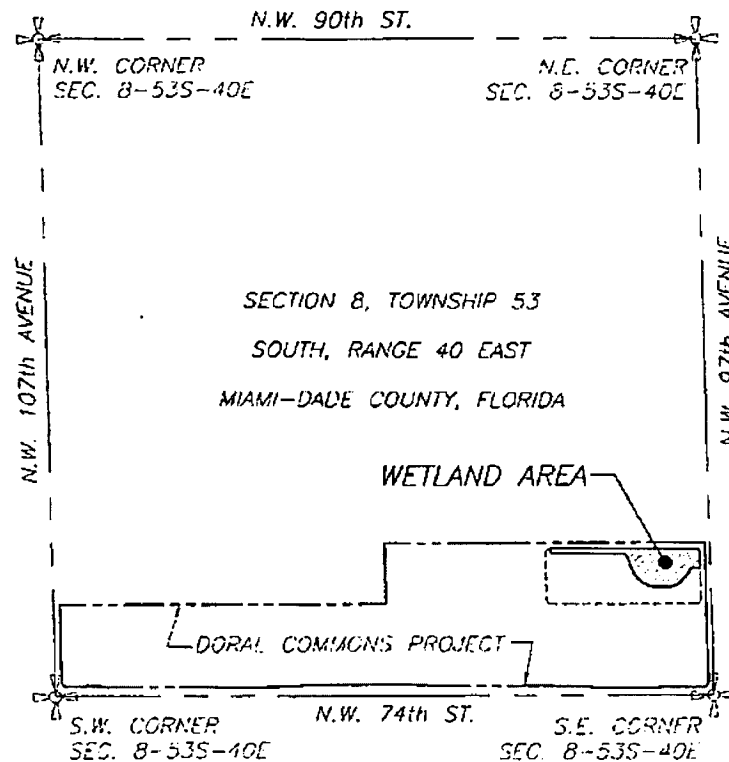 N.W. 90th ST.
N.W. CORNER
SEC. 8-53S-40E
N.E. CORNER
SEC. 8-53S-40E
N.W. 107th AVENUE
N.W. 97th AVENUE
SECTION 8, TOWNSHIP 53
SOUTH, RANGE 40 EAST
MIAMI-DADE COUNTY, FLORIDA
WETLAND AREA
DORAL COMMONS PROJECT
N.W. 74th ST.
S.W. CORNER
SEC. 8-53S-40E
S.E. CORNER
SEC. 8-53S-40E